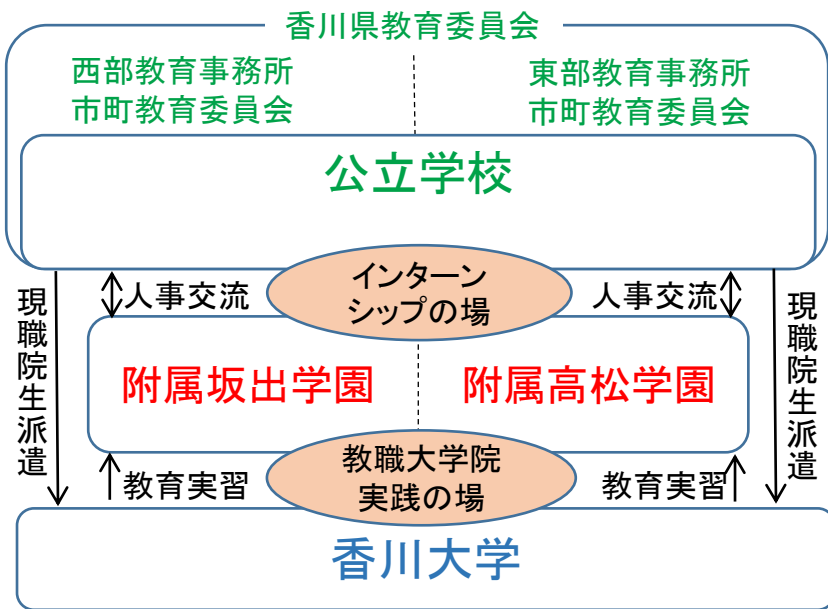 香川県教育委員会
西部教育事務所
市町教育委員会
東部教育事務所
市町教育委員会
公立学校
インターン
シップの場
人事交流
人事交流
現職院生派遣
現職院生派遣
附属坂出学園
附属高松学園
教職大学院
実践の場
教育実習
教育実習
香川大学